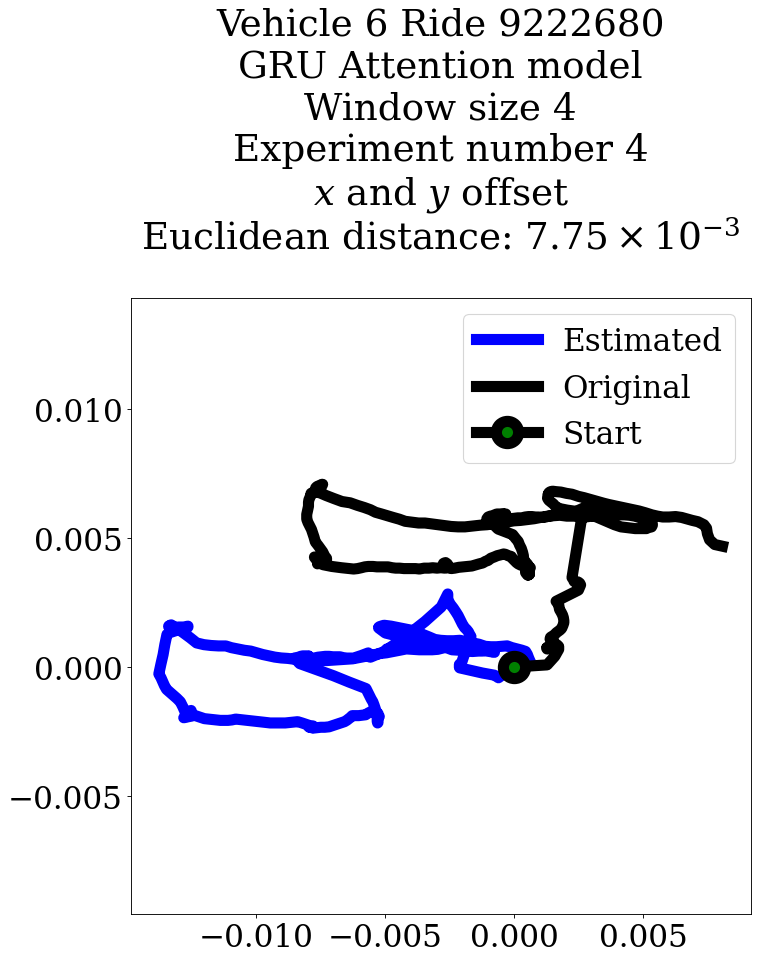 Vehicle 6 Ride 9222680
GRU Attention model
Window size 4
Experiment number 4
x and y offset
Euclidean distance: 7.75 × 10⁻³
Estimated
Original
Start
0.010
0.005
0.000
−0.005
−0.010
−0.005
0.000
0.005